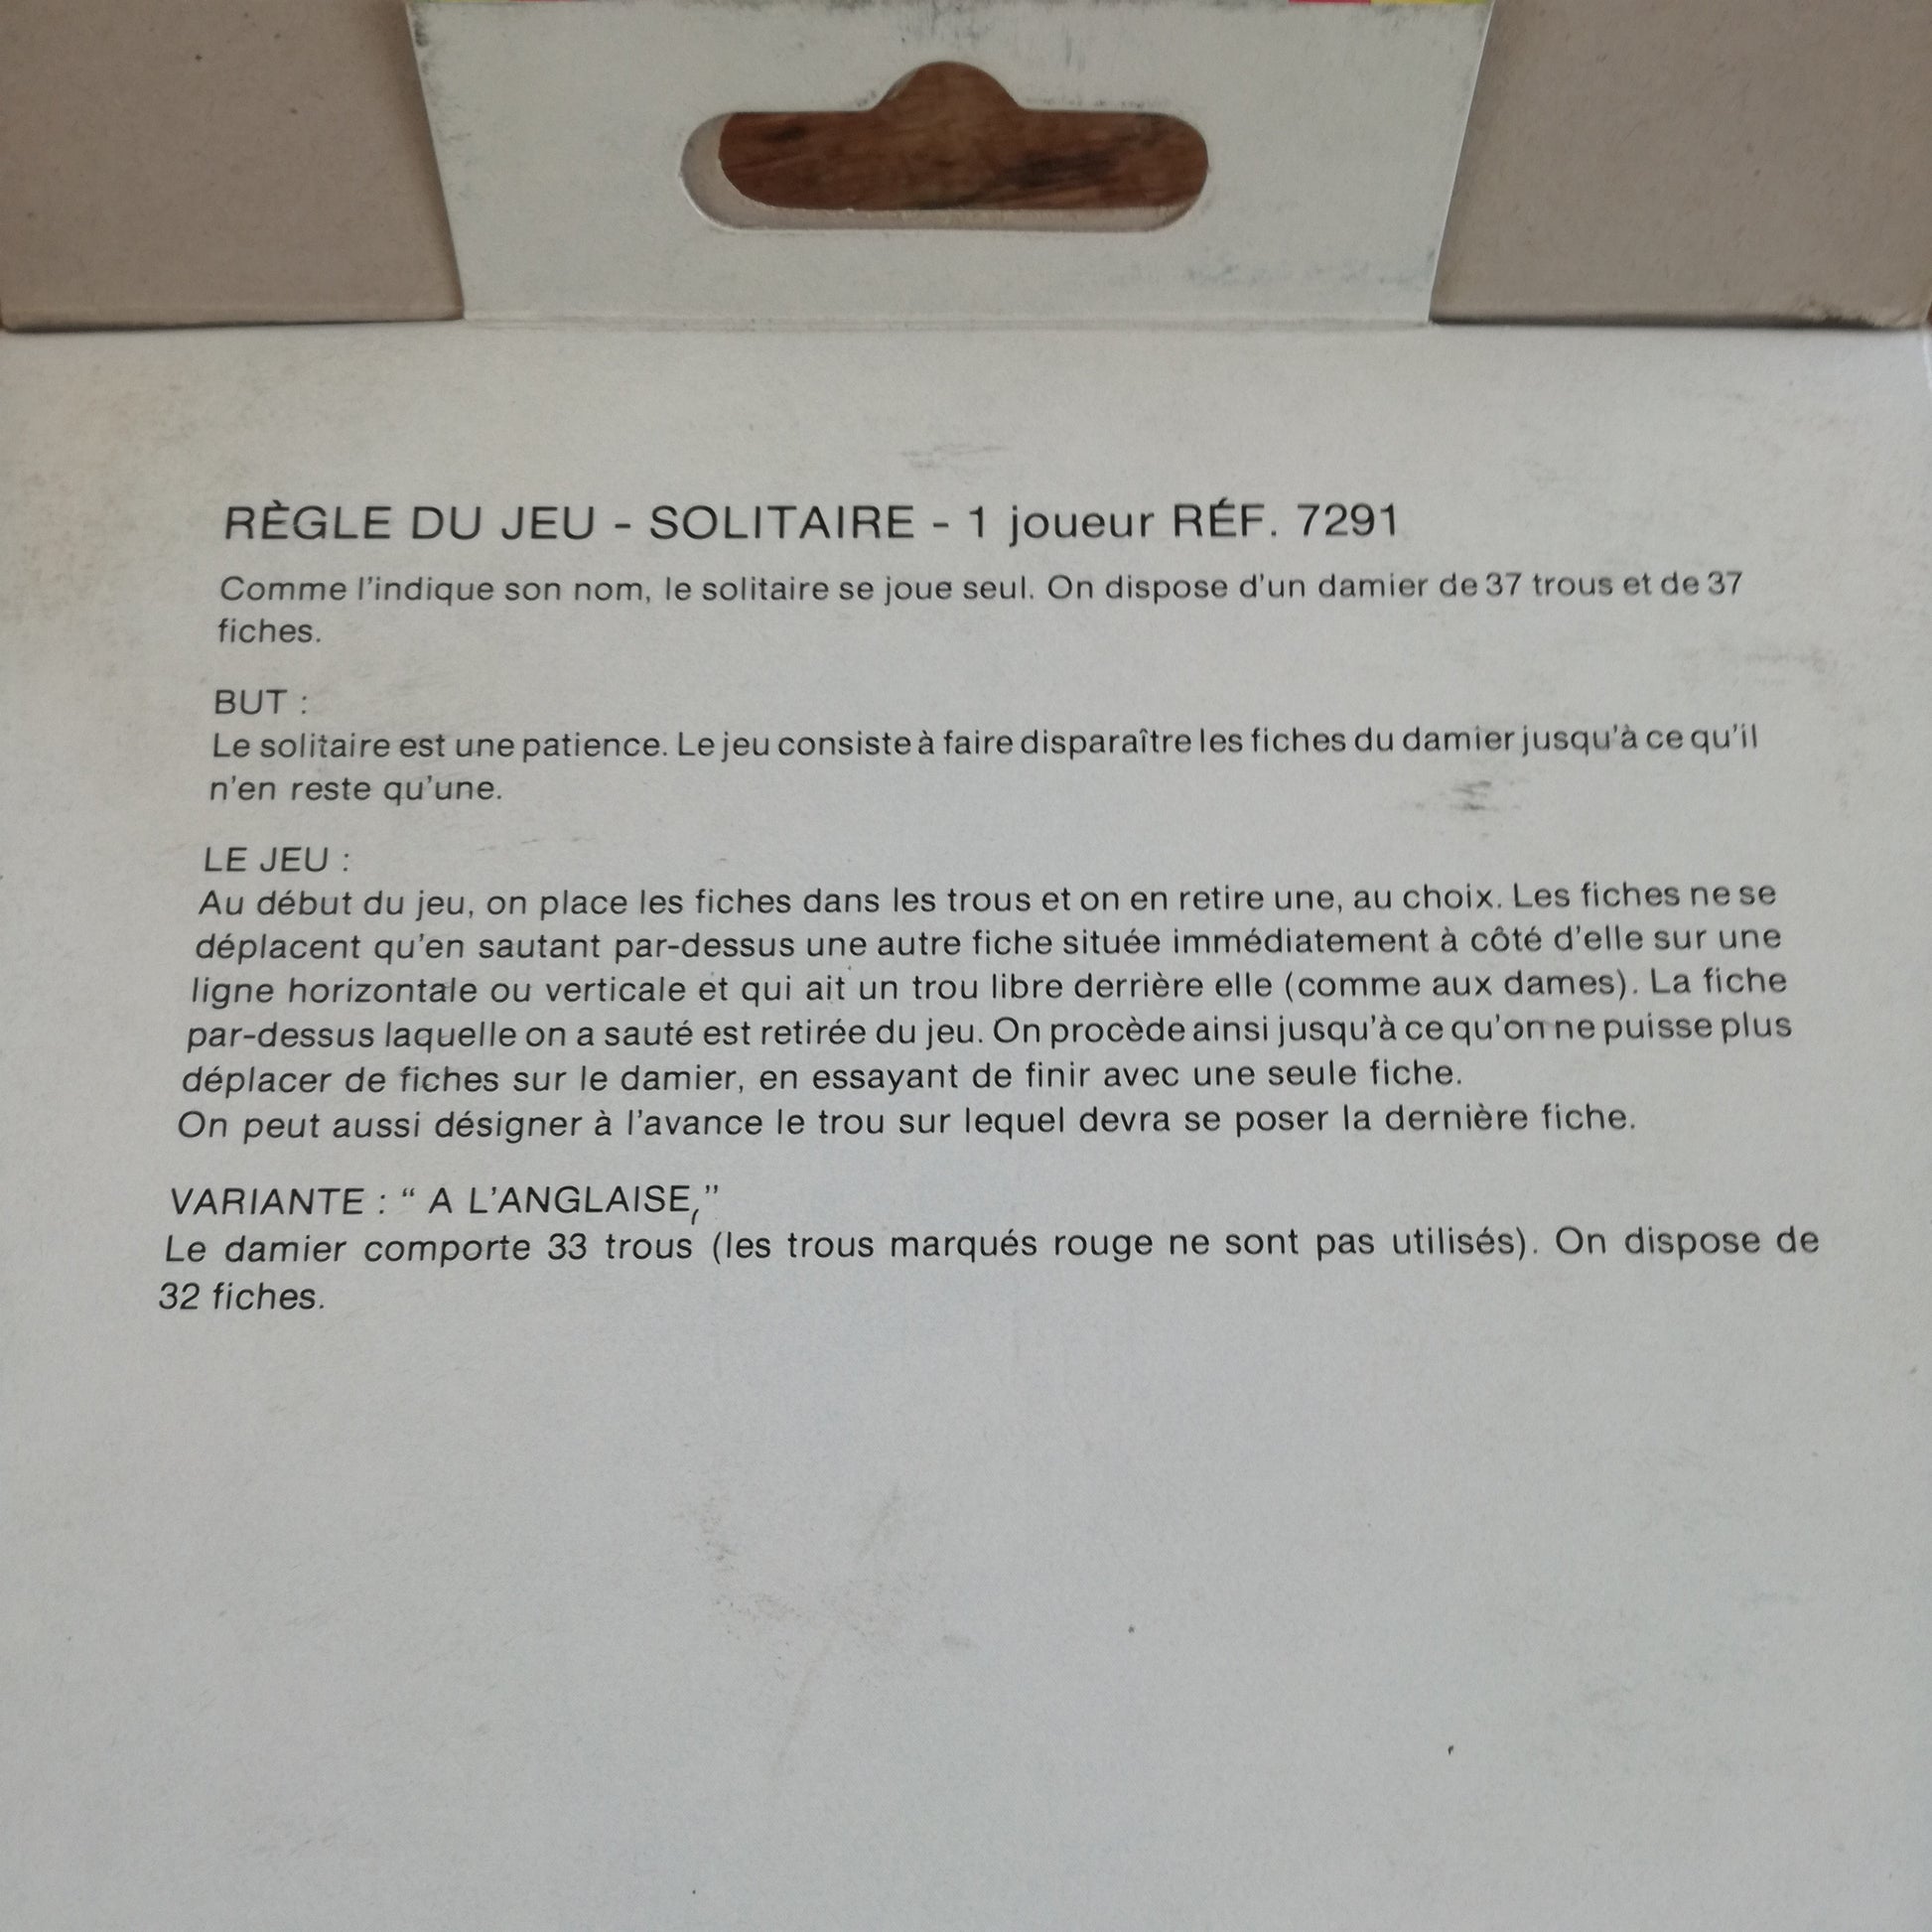 RÈGLE DU JEU - SOLITAIRE - 1 joueur RÉF. 7291
Comme l'indique son nom, le solitaire se joue seul. On dispose d'un damier de 37 trous et de 37
fiches.
BUT :
Le solitaire est une patience. Le jeu consiste à faire disparaître les fiches du damier jusqu'à ce qu'il
n'en reste qu'une.
LE JEU :
Au début du jeu, on place les fiches dans les trous et on en retire une, au choix. Les fiches ne se
déplacent qu'en sautant par-dessus une autre fiche située immédiatement à côté d'elle sur une
ligne horizontale ou verticale et qui ait un trou libre derrière elle (comme aux dames). La fiche
par-dessus laquelle on a sauté est retirée du jeu. On procède ainsi jusqu'à ce qu'on ne puisse plus
déplacer de fiches sur le damier, en essayant de finir avec une seule fiche.
On peut aussi désigner à l'avance le trou sur lequel devra se poser la dernière fiche.
VARIANTE : “ A L'ANGLAISE,”
Le damier comporte 33 trous (les trous marqués rouge ne sont pas utilisés). On dispose de
32 fiches.